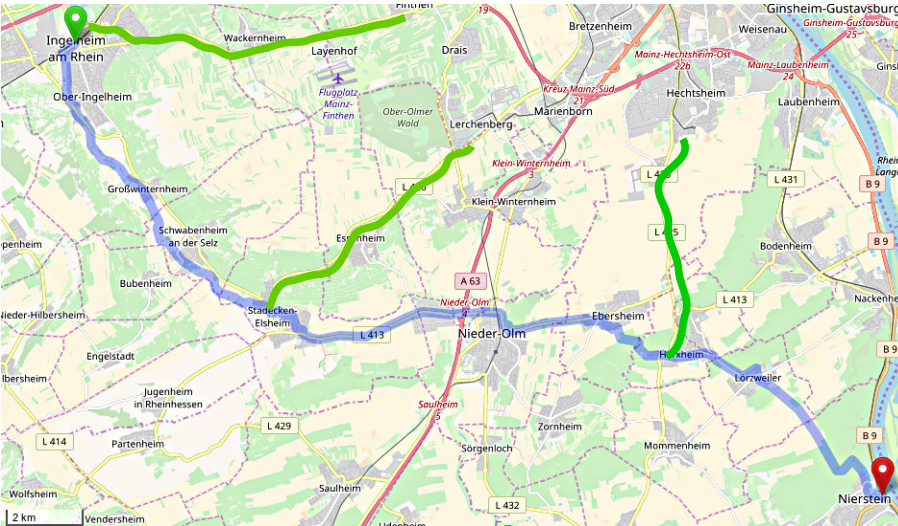 Finthen
19
Ginsheim-Gustavsburg
Bretzenheim
Weisenau
Ginsheim-Gustavsburg
25
Ingelheim
am Rhein
Wackernheim
Layenhof
Drais
Mainz-Hechtsheim-Ost
22b
Mainz-Laubenheim
24
Flugplatz
Mainz-
Finthen
Kreuz Mainz-Süd
21
Hechtsheim
Ober-Ingelheim
Ober-Olmer
Wald
Marienborn
Laubenheim
Lerchenberg
Klein-Winternheim
3
L 431
B 9
Großwinternheim
Klein-Winternheim
Schwabenheim
an der Selz
Bodenheim
B 9
Bubenheim
A 63
L 413
Nieder-Hilbersheim
Stadecken-
Elsheim
Nieder-Olm
4
Ebersheim
L 413
Nieder-Olm
B 9
Engelstadt
Lörzweiler
Jugenheim
in Rheinhessen
Saulheim
5
L 429
Zornheim
L 414
Partenheim
Sörgenloch
Mommenheim
B 9
Wolfsheim
Saulheim
Nierstein
L 432
2 km
Vendersheim
Udenheim